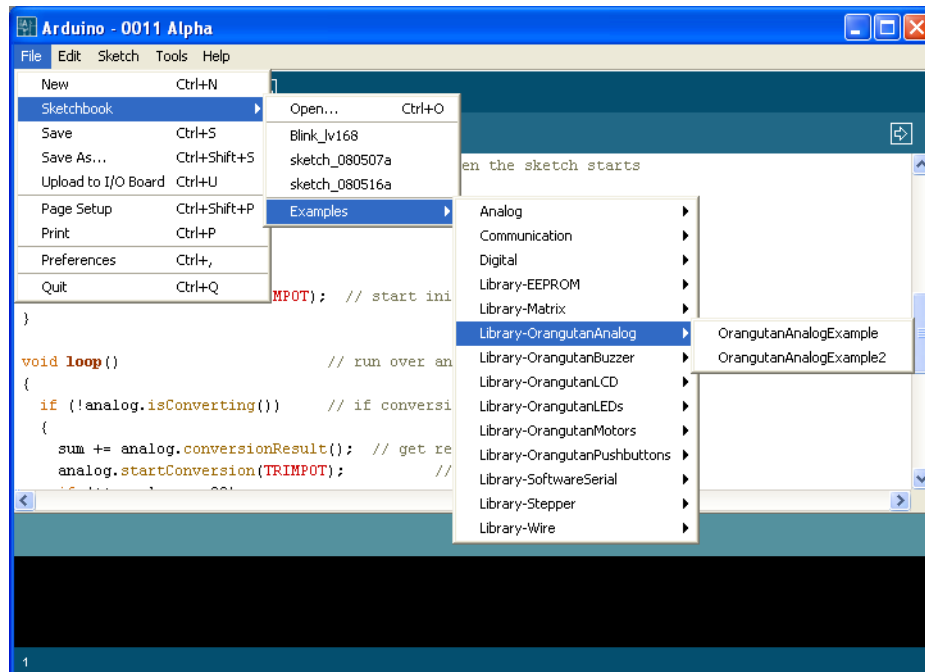 Arduino - 0011 Alpha
File Edit Sketch Tools Help
New Ctrl+N
Sketchbook
Save Ctrl+S
Save As... Ctrl+Shift+S
Upload to I/O Board Ctrl+U
Page Setup Ctrl+Shift+P
Print Ctrl+P
Preferences Ctrl+,
Quit Ctrl+Q
Open... Ctrl+O
Blink_lv168
sketch_080507a
sketch_080516a
Examples
Analog
Communication
Digital
Library-EEPROM
Library-Matrix
Library-OrangutanAnalog
Library-OrangutanBuzzer
Library-OrangutanLCD
Library-OrangutanLEDs
Library-OrangutanMotors
Library-OrangutanPushbuttons
Library-SoftwareSerial
Library-Stepper
Library-Wire
OrangutanAnalogExample
OrangutanAnalogExample2
en the sketch starts
MPOT); // start ini
}
void loop() // run over an
{
if (!analog.isConverting()) // if conversi
{
sum += analog.conversionResult(); // get re
analog.startConversion(TRIMPOT); //
1